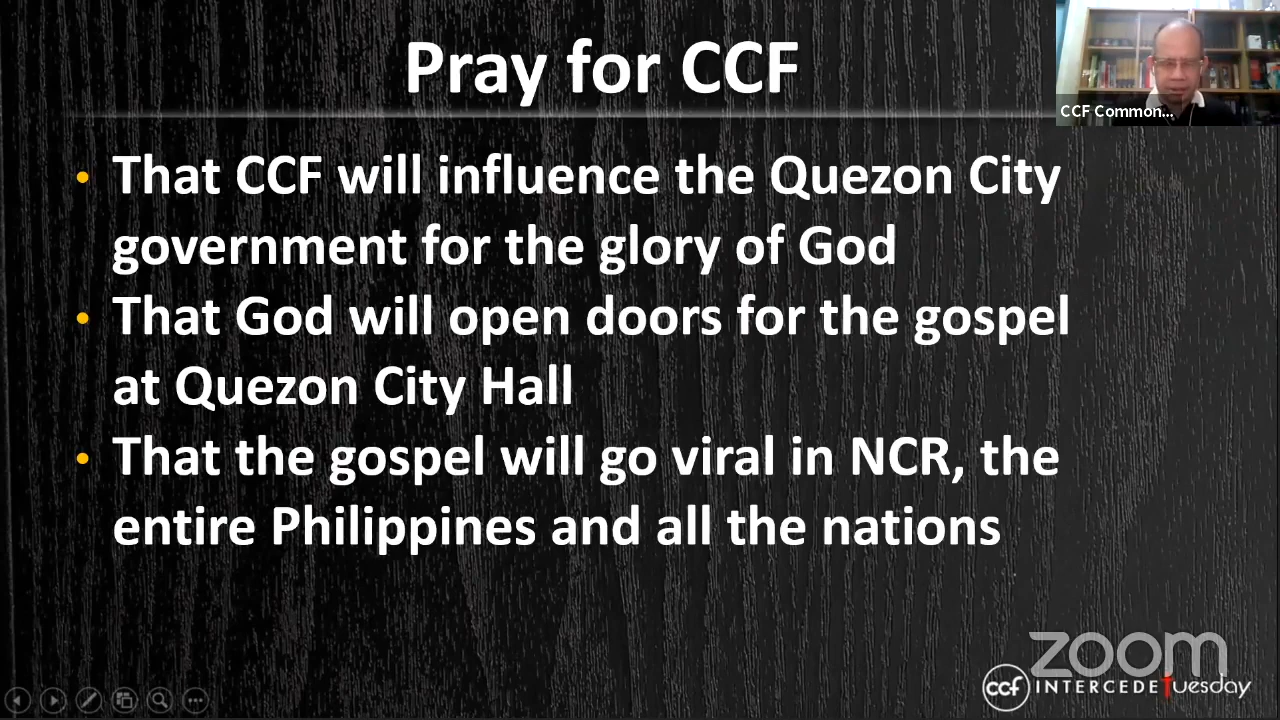 Pray for CCF
CCF Common...
• That CCF will influence the Quezon City
government for the glory of God
• That God will open doors for the gospel
at Quezon City Hall
• That the gospel will go viral in NCR, the
entire Philippines and all the nations
zoom
ccf INTERCEDE Tuesday